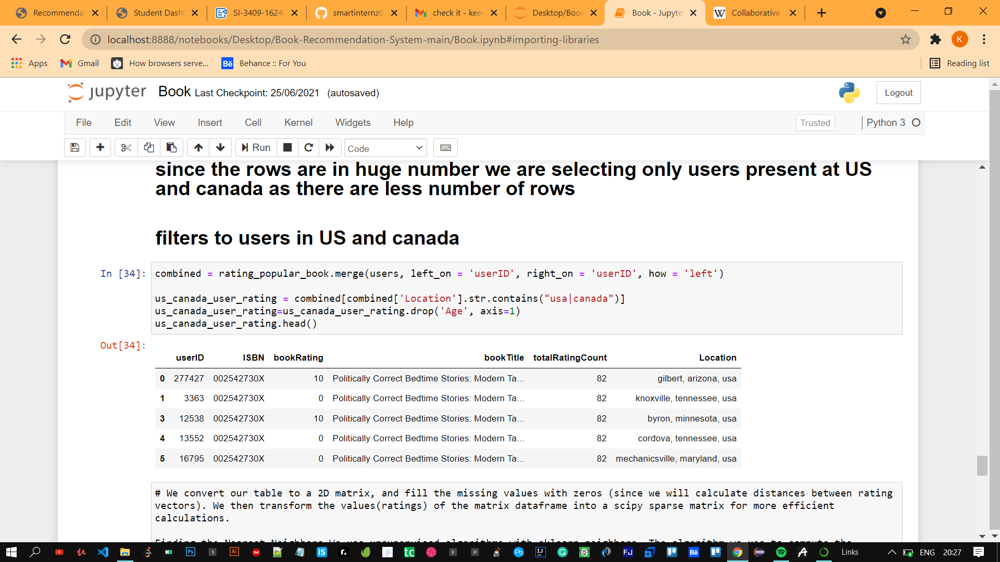 Recommendat
Student Dash
SI-3409-1624
smartinternz0
check it - keer
Desktop/Book
Book - Jupyte
W Collaborative
localhost:8888/notebooks/Desktop/Book-Recommendation-System-main/Book.ipynb#importing-libraries
K
Apps
Gmail
How browsers serve...
Bē Behance :: For You
Reading list
jupyter Book Last Checkpoint: 25/06/2021 (autosaved)
Logout
File Edit View Insert Cell Kernel Widgets Help
Trusted
Python 3
Run
Code
since the rows are in huge number we are selecting only users present at US
and canada as there are less number of rows
filters to users in US and canada
In [34]:
combined = rating_popular_book.merge(users, left_on = 'userID', right_on = 'userID', how = 'left')
us_canada_user_rating = combined[combined['Location'].str.contains("usa|canada")]
us_canada_user_rating=us_canada_user_rating.drop('Age', axis=1)
us_canada_user_rating.head()
Out[34]:
userID ISBN bookRating bookTitle totalRatingCount Location
0 277427 002542730X 10 Politically Correct Bedtime Stories: Modern Ta... 82 gilbert, arizona, usa
1 3363 002542730X 0 Politically Correct Bedtime Stories: Modern Ta... 82 knoxville, tennessee, usa
3 12538 002542730X 10 Politically Correct Bedtime Stories: Modern Ta... 82 byron, minnesota, usa
4 13552 002542730X 0 Politically Correct Bedtime Stories: Modern Ta... 82 cordova, tennessee, usa
5 16795 002542730X 0 Politically Correct Bedtime Stories: Modern Ta... 82 mechanicsville, maryland, usa
# We convert our table to a 2D matrix, and fill the missing values with zeros (since we will calculate distances between rating
vectors). We then transform the values(ratings) of the matrix dataframe into a scipy sparse matrix for more efficient
calculations.
Links
ENG
20:27